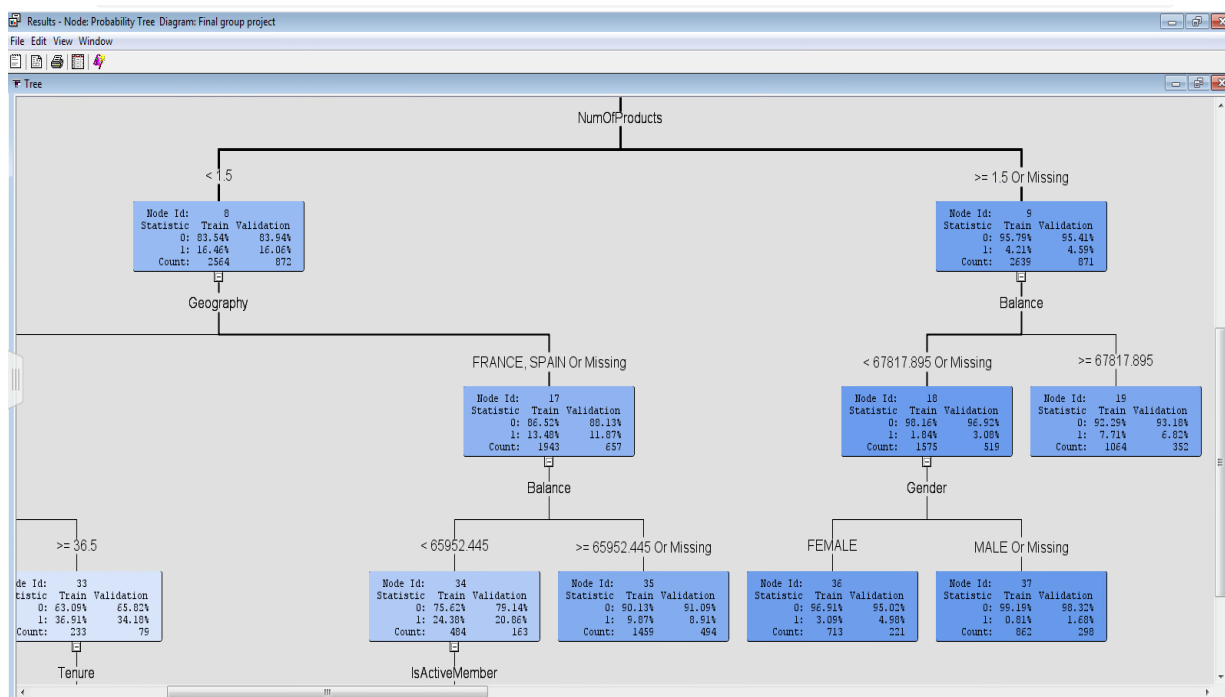 Results - Node: Probability Tree Diagram: Final group project
File Edit View Window
Tree
NumOfProducts
< 1.5
>= 1.5 Or Missing
Node Id: 8
Statistic Train Validation
0: 83.54% 83.94%
1: 16.46% 16.06%
Count: 2564 872
Node Id: 9
Statistic Train Validation
0: 95.79% 95.41%
1: 4.21% 4.59%
Count: 2639 871
Geography
Balance
FRANCE, SPAIN Or Missing
< 67817.895 Or Missing
>= 67817.895
Node Id: 17
Statistic Train Validation
0: 86.52% 88.13%
1: 13.48% 11.87%
Count: 1943 657
Node Id: 18
Statistic Train Validation
0: 98.16% 96.92%
1: 1.84% 3.08%
Count: 1575 519
Node Id: 19
Statistic Train Validation
0: 92.29% 93.18%
1: 7.71% 6.82%
Count: 1064 352
Balance
Gender
>= 36.5
< 65952.445
>= 65952.445 Or Missing
FEMALE
MALE Or Missing
de Id: 33
tistic Train Validation
0: 63.09% 65.82%
1: 36.91% 34.18%
Count: 233 79
Node Id: 34
Statistic Train Validation
0: 75.62% 79.14%
1: 24.38% 20.86%
Count: 484 163
Node Id: 35
Statistic Train Validation
0: 90.13% 91.09%
1: 9.87% 8.91%
Count: 1459 494
Node Id: 36
Statistic Train Validation
0: 96.91% 95.02%
1: 3.09% 4.98%
Count: 713 221
Node Id: 37
Statistic Train Validation
0: 99.19% 98.32%
1: 0.81% 1.68%
Count: 862 298
Tenure
IsActiveMember